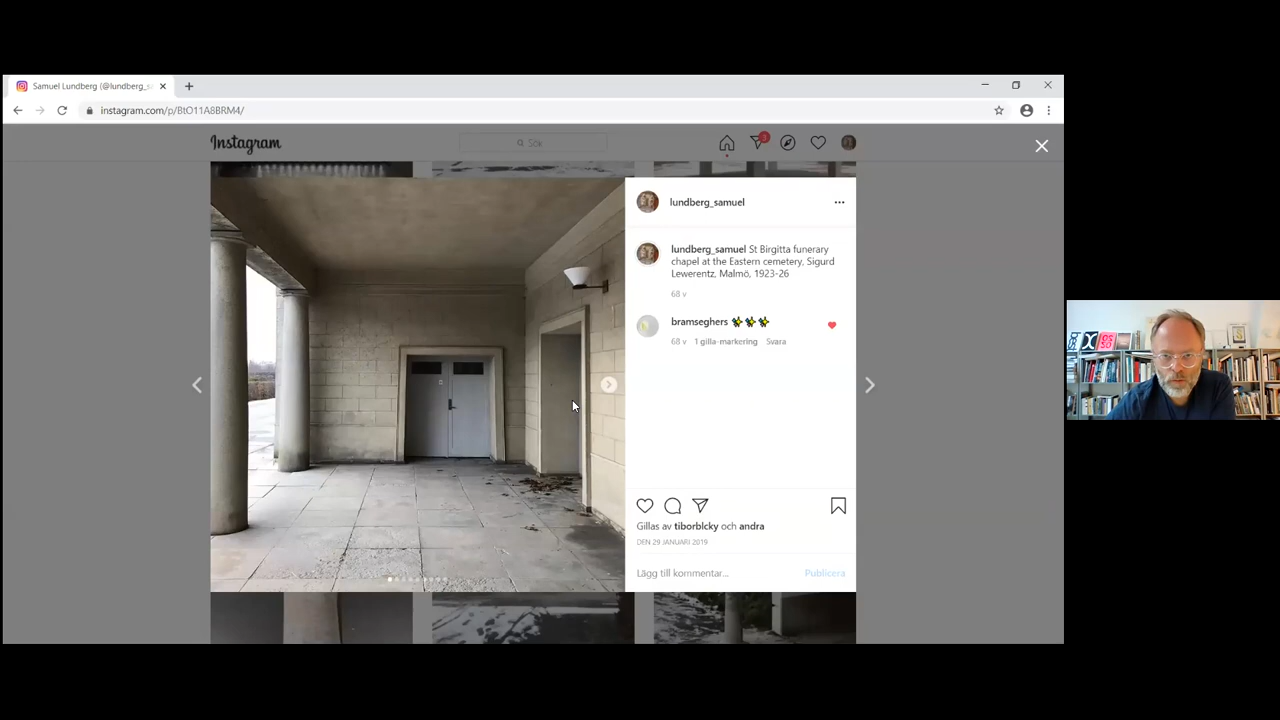 Samuel Lundberg (@lundberg_s
instagram.com/p/BtO11A8BRM4/
Instagram
Sök
3
lundberg_samuel
lundberg_samuel St Birgitta funerary
chapel at the Eastern cemetery, Sigurd
Lewerentz, Malmö, 1923-26
68 v
bramseghers
68 v 1 gilla-markering Svara
Gillas av tiborblcky och andra
DEN 29 JANUARI 2019
Lägg till kommentar... Publicera